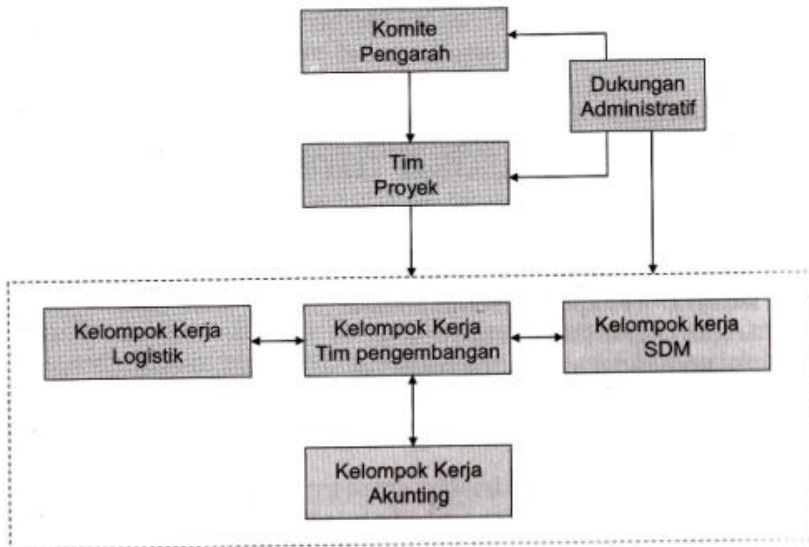 Komite
Pengarah
Dukungan
Administratif
Tim
Proyek
Kelompok Kerja
Logistik
Kelompok Kerja
Tim pengembangan
Kelompok kerja
SDM
Kelompok Kerja
Akunting